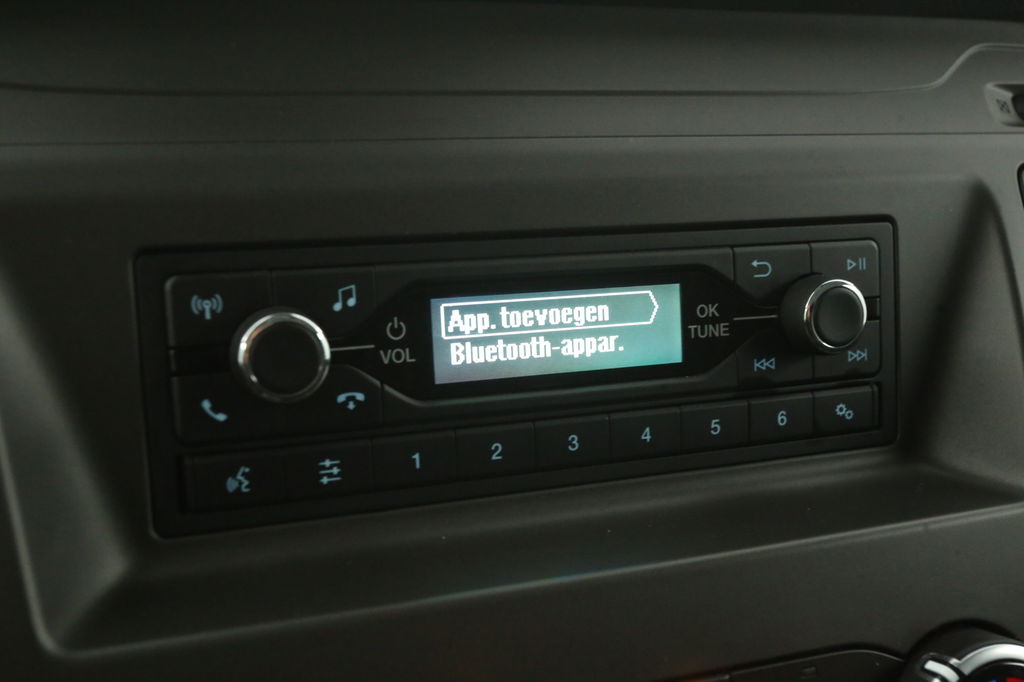 App. toevoegen
Bluetooth-appar.
VOL
OK
TUNE
1 2 3 4 5 6